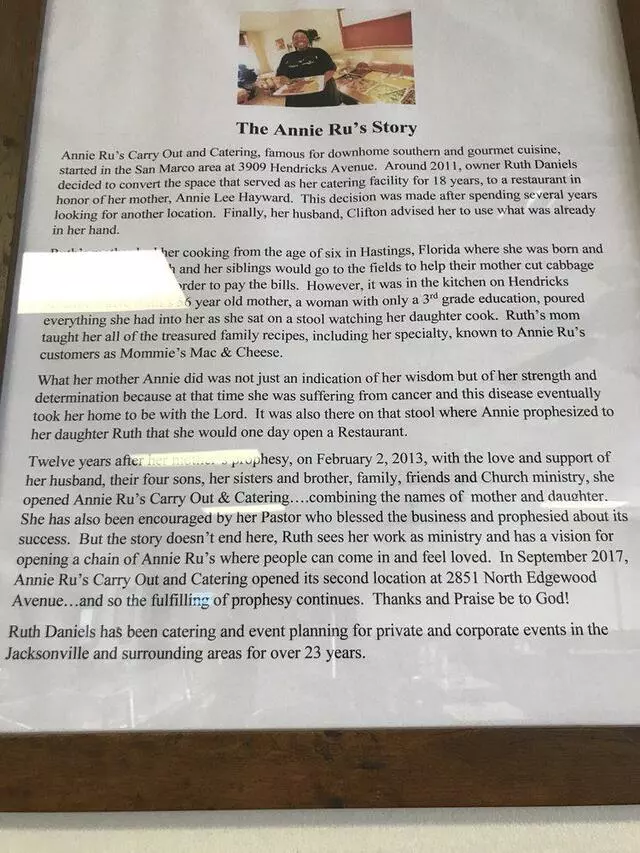 The Annie Ru's Story
Annie Ru's Carry Out and Catering, famous for downhome southern and gourmet cuisine,
started in the San Marco area at 3909 Hendricks Avenue. Around 2011, owner Ruth Daniels
decided to convert the space that served as her catering facility for 18 years, to a restaurant in
honor of her mother, Annie Lee Hayward. This decision was made after spending several years
looking for another location. Finally, her husband, Clifton advised her to use what was already
in her hand.
her cooking from the age of six in Hastings, Florida where she was born and
and her siblings would go to the fields to help their mother cut cabbage
order to pay the bills. However, it was in the kitchen on Hendricks
year old mother, a woman with only a 3rd grade education, poured
everything she had into her as she sat on a stool watching her daughter cook. Ruth's mom
taught her all of the treasured family recipes, including her specialty, known to Annie Ru's
customers as Mommie's Mac & Cheese.
What her mother Annie did was not just an indication of her wisdom but of her strength and
determination because at that time she was suffering from cancer and this disease eventually
took her home to be with the Lord. It was also there on that stool where Annie prophesized to
her daughter Ruth that she would one day open a Restaurant.
Twelve years after her mother's prophesy, on February 2, 2013, with the love and support of
her husband, their four sons, her sisters and brother, family, friends and Church ministry, she
opened Annie Ru's Carry Out & Catering….combining the names of mother and daughter.
She has also been encouraged by her Pastor who blessed the business and prophesied about its
success. But the story doesn't end here, Ruth sees her work as ministry and has a vision for
opening a chain of Annie Ru's where people can come in and feel loved. In September 2017,
Annie Ru's Carry Out and Catering opened its second location at 2851 North Edgewood
Avenue…and so the fulfilling of prophesy continues. Thanks and Praise be to God!
Ruth Daniels has been catering and event planning for private and corporate events in the
Jacksonville and surrounding areas for over 23 years.